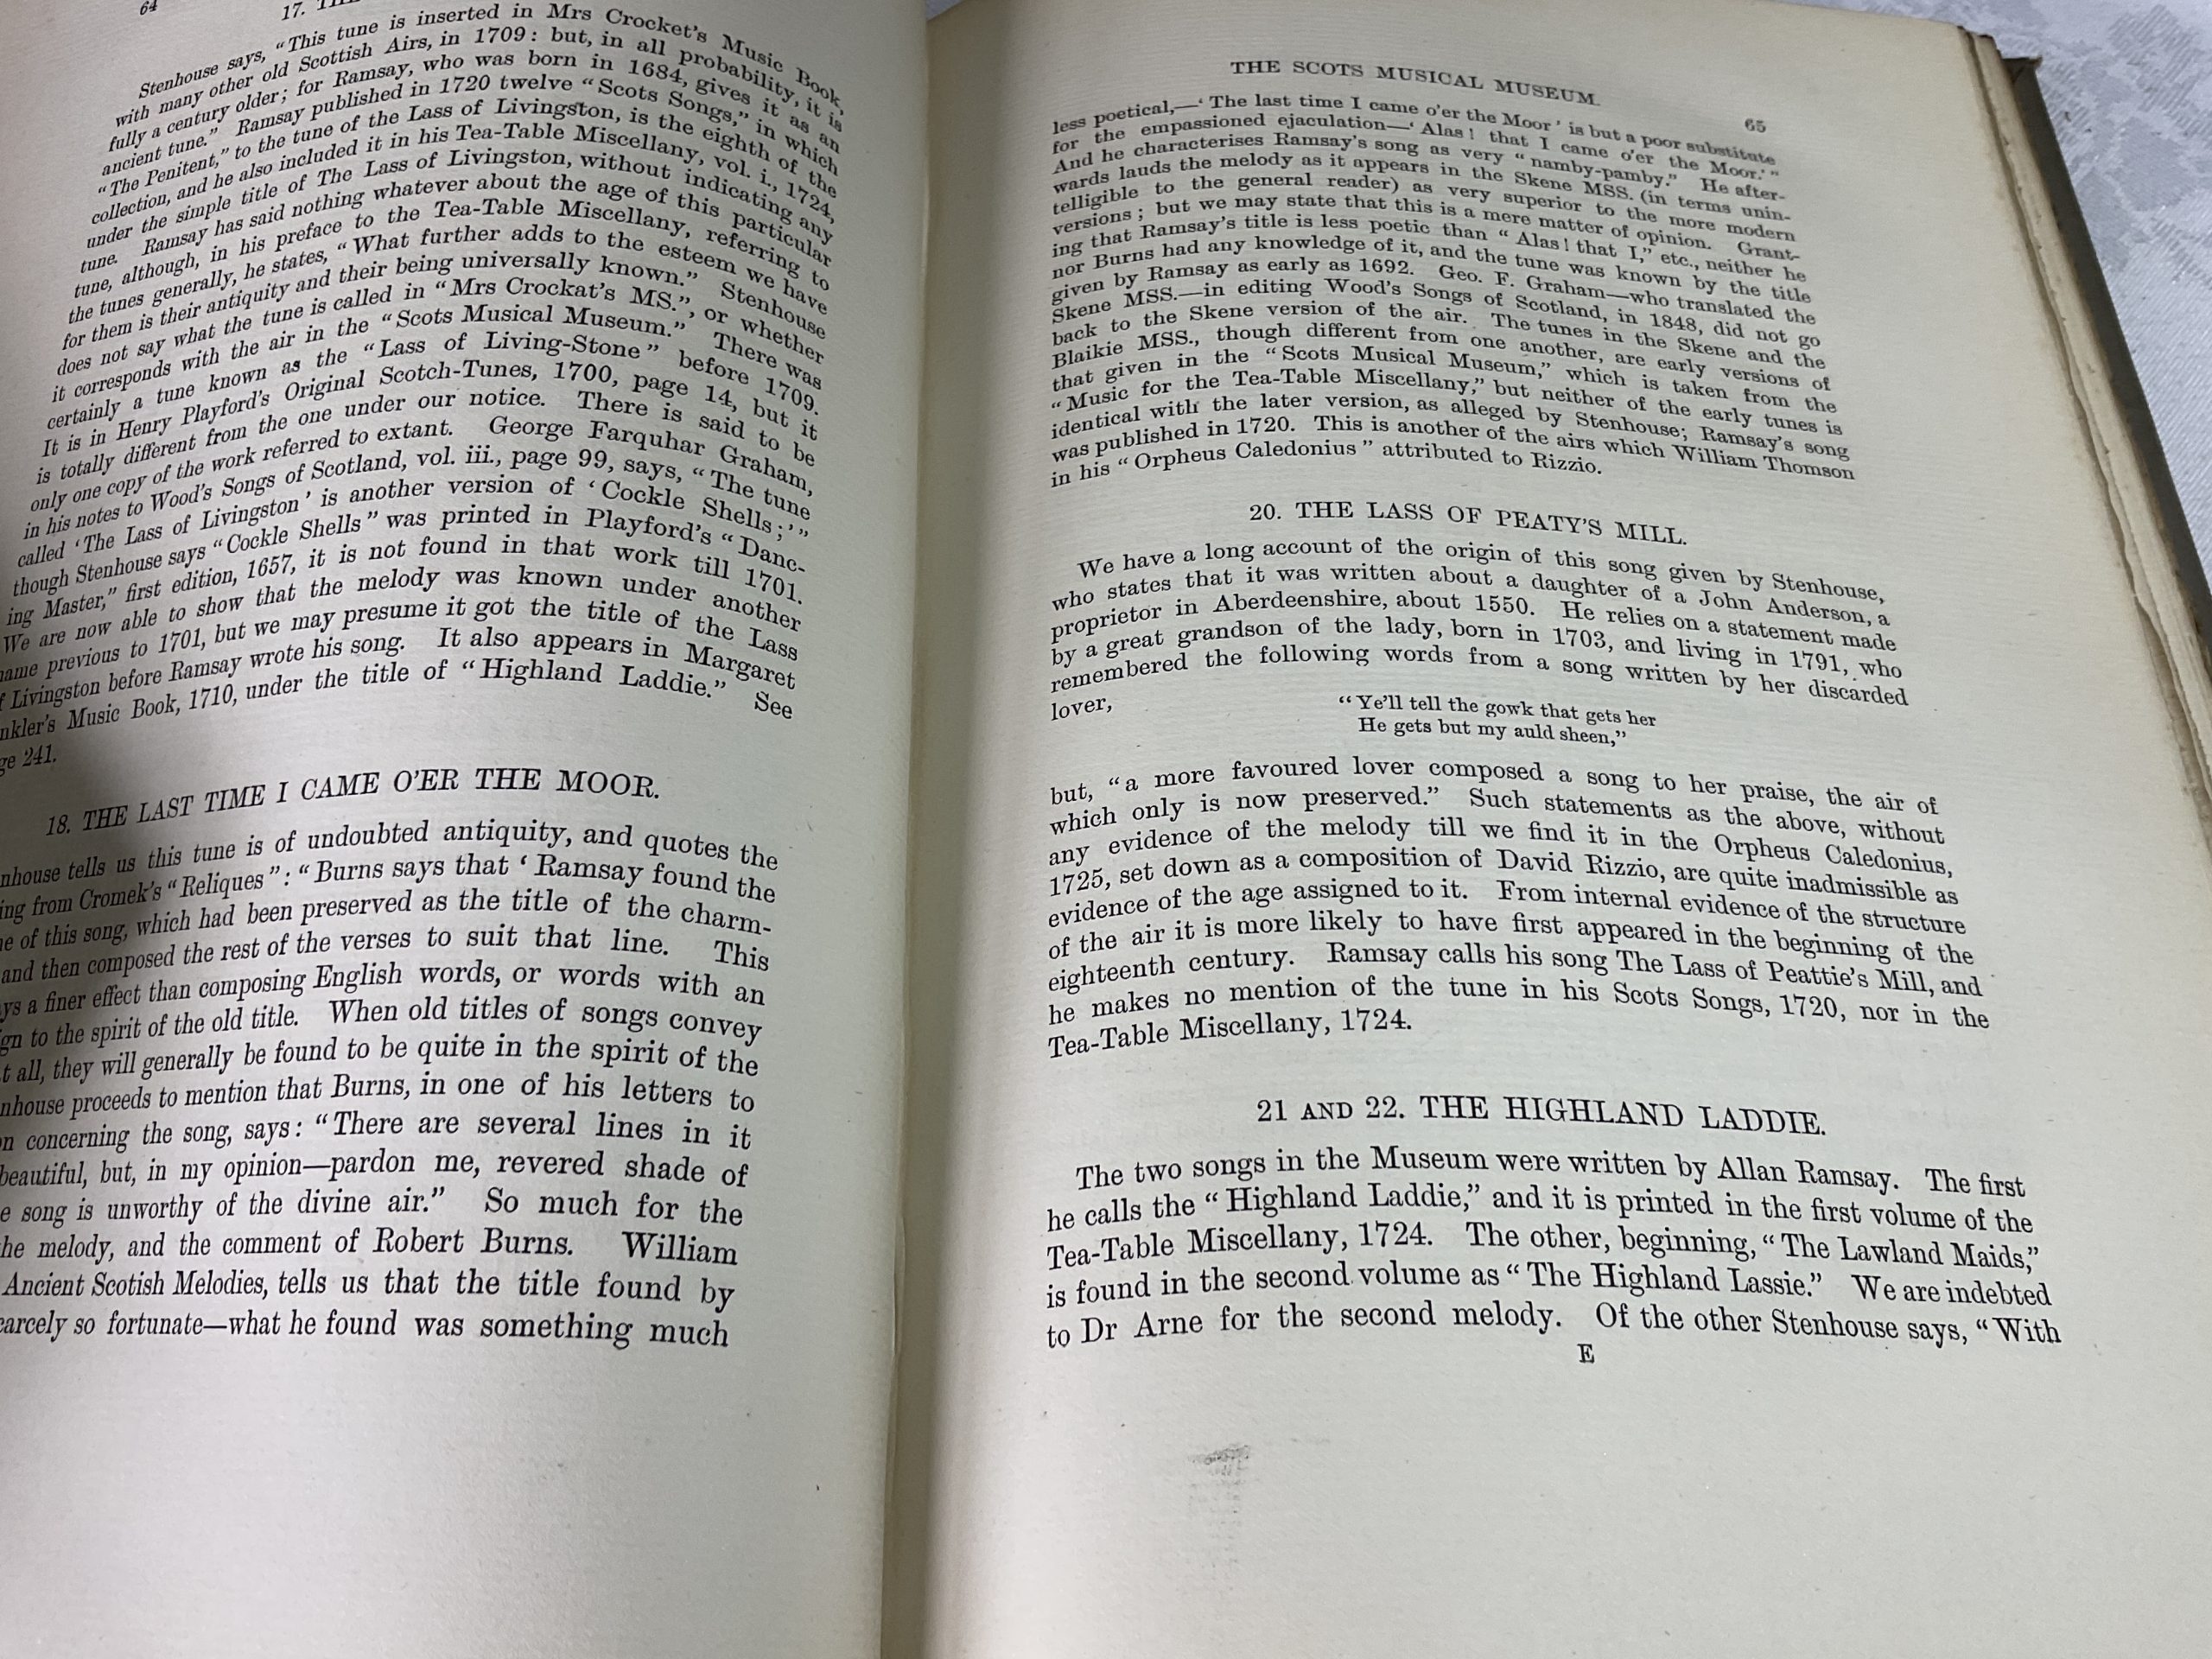 64
17.
Stenhouse says, “This tune is inserted in Mrs Crocket's Music Book,
with many other old Scottish Airs, in 1709: but, in all probability, it is
fully a century older; for Ramsay, who was born in 1684, gives it as an
ancient tune.” Ramsay published in 1720 twelve “Scots Songs,” in which
“The Penitent,” to the tune of the Lass of Livingston, is the eighth of the
collection, and he also included it in his Tea-Table Miscellany, vol. i., 1724,
under the simple title of The Lass of Livingston, without indicating any
tune. Ramsay has said nothing whatever about the age of this particular
tune, although, in his preface to the Tea-Table Miscellany, referring to
the tunes generally, he states, “What further adds to the esteem we have
for them is their antiquity and their being universally known.” Stenhouse
does not say what the tune is called in “Mrs Crockat's MS.”, or whether
it corresponds with the air in the “Scots Musical Museum.” There was
certainly a tune known as the “Lass of Living-Stone” before 1709.
It is in Henry Playford's Original Scotch-Tunes, 1700, page 14, but it
is totally different from the one under our notice. There is said to be
only one copy of the work referred to extant. George Farquhar Graham,
in his notes to Wood's Songs of Scotland, vol. iii., page 99, says, “The tune
called ‘The Lass of Livingston’ is another version of ‘Cockle Shells;’”
though Stenhouse says “Cockle Shells” was printed in Playford's “Danc-
ing Master,” first edition, 1657, it is not found in that work till 1701.
We are now able to show that the melody was known under another
name previous to 1701, but we may presume it got the title of the Lass
f Livingston before Ramsay wrote his song. It also appears in Margaret
nkler's Music Book, 1710, under the title of “Highland Laddie.” See
ge 241.
18. THE LAST TIME I CAME O'ER THE MOOR.
nhouse tells us this tune is of undoubted antiquity, and quotes the
ing from Cromek's “Reliques”: “Burns says that ‘Ramsay found the
e of this song, which had been preserved as the title of the charm-
and then composed the rest of the verses to suit that line. This
ys a finer effect than composing English words, or words with an
gn to the spirit of the old title. When old titles of songs convey
t all, they will generally be found to be quite in the spirit of the
nhouse proceeds to mention that Burns, in one of his letters to
n concerning the song, says: “There are several lines in it
beautiful, but, in my opinion—pardon me, revered shade of
e song is unworthy of the divine air.” So much for the
he melody, and the comment of Robert Burns. William
Ancient Scotish Melodies, tells us that the title found by
carcely so fortunate—what he found was something much
THE SCOTS MUSICAL MUSEUM.
65
less poetical,—‘The last time I came o'er the Moor’ is but a poor substitute
for the empassioned ejaculation—‘Alas! that I came o'er the Moor.’”
And he characterises Ramsay's song as very “namby-pamby.” He after-
wards lauds the melody as it appears in the Skene MSS. (in terms unin-
telligible to the general reader) as very superior to the more modern
versions; but we may state that this is a mere matter of opinion. Grant-
ing that Ramsay's title is less poetic than “Alas! that I,” etc., neither he
nor Burns had any knowledge of it, and the tune was known by the title
given by Ramsay as early as 1692. Geo. F. Graham—who translated the
Skene MSS.—in editing Wood's Songs of Scotland, in 1848, did not go
back to the Skene version of the air. The tunes in the Skene and the
Blaikie MSS., though different from one another, are early versions of
that given in the “Scots Musical Museum,” which is taken from the
“Music for the Tea-Table Miscellany,” but neither of the early tunes is
identical with the later version, as alleged by Stenhouse; Ramsay's song
was published in 1720. This is another of the airs which William Thomson
in his “Orpheus Caledonius” attributed to Rizzio.
20. THE LASS OF PEATY'S MILL.
We have a long account of the origin of this song given by Stenhouse,
who states that it was written about a daughter of a John Anderson, a
proprietor in Aberdeenshire, about 1550. He relies on a statement made
by a great grandson of the lady, born in 1703, and living in 1791, who
remembered the following words from a song written by her discarded
lover,
“Ye'll tell the gowk that gets her
He gets but my auld sheen,”
but, “a more favoured lover composed a song to her praise, the air of
which only is now preserved.” Such statements as the above, without
any evidence of the melody till we find it in the Orpheus Caledonius,
1725, set down as a composition of David Rizzio, are quite inadmissible as
evidence of the age assigned to it. From internal evidence of the structure
of the air it is more likely to have first appeared in the beginning of the
eighteenth century. Ramsay calls his song The Lass of Peattie's Mill, and
he makes no mention of the tune in his Scots Songs, 1720, nor in the
Tea-Table Miscellany, 1724.
21 AND 22. THE HIGHLAND LADDIE.
The two songs in the Museum were written by Allan Ramsay. The first
he calls the “Highland Laddie,” and it is printed in the first volume of the
Tea-Table Miscellany, 1724. The other, beginning, “The Lawland Maids,”
is found in the second volume as “The Highland Lassie.” We are indebted
to Dr Arne for the second melody. Of the other Stenhouse says, “With
E